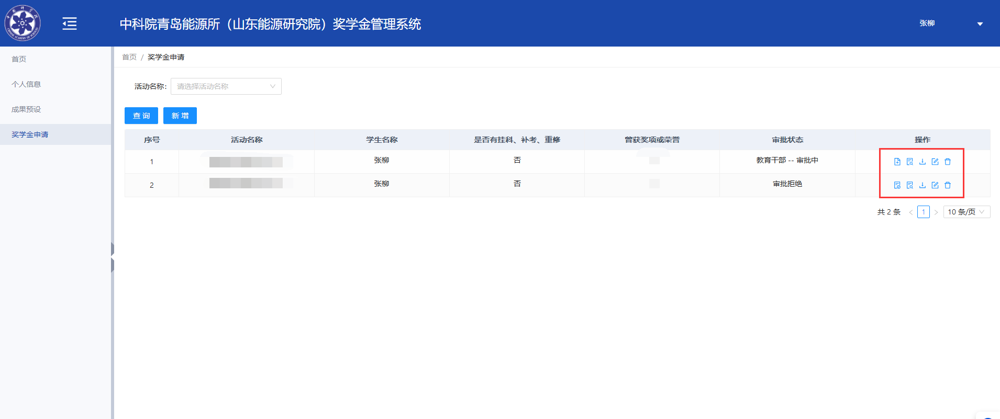 中科院青岛能源所（山东能源研究院）奖学金管理系统
张柳
首页
个人信息
成果预设
奖学金申请
首页 / 奖学金申请
活动名称: 请选择活动名称
查 询 新 增
序号 活动名称 学生名称 是否有挂科、补考、重修 曾获奖项或荣誉 审批状态 操作
1 张柳 否 教育干部 -- 审批中
2 张柳 否 审批拒绝
共 2 条 < 1 > 10 条/页